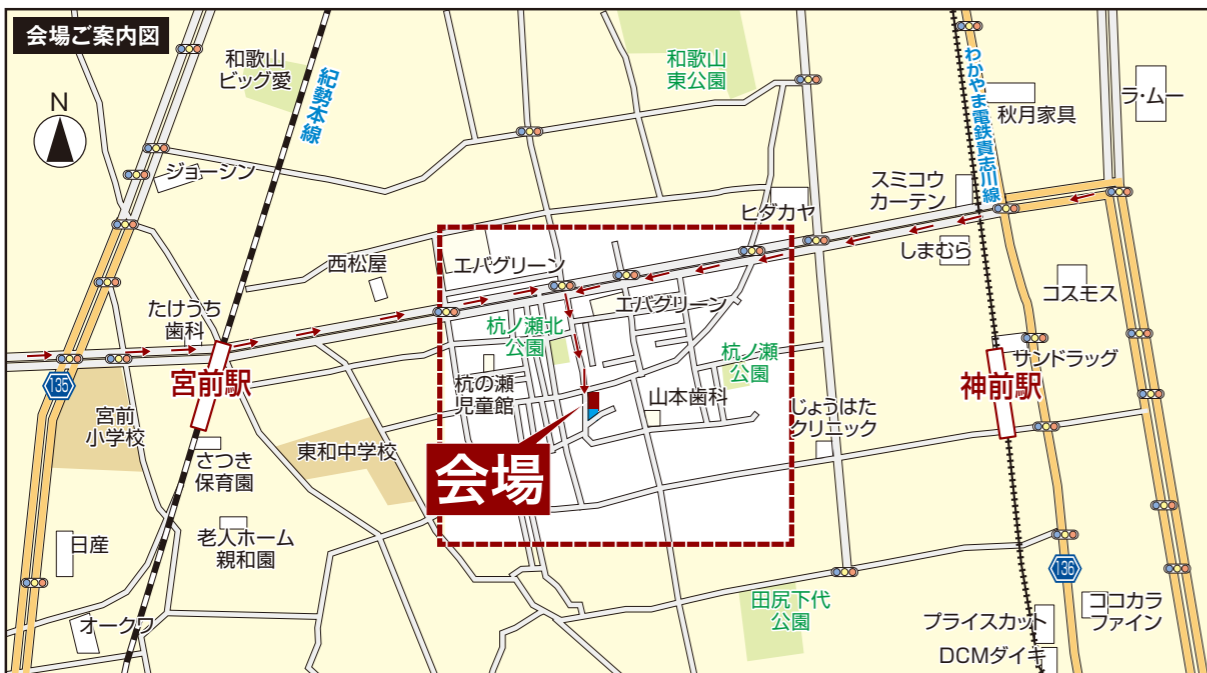 会場ご案内図
N
和歌山
ビッグ愛
紀勢本線
和歌山
東公園
わかやま電鉄貴志川線
秋月家具
ラ・ムー
ジョーシン
スミコウ
カーテン
ヒダカヤ
しまむら
西松屋
エバグリーン
エバグリーン
コスモス
たけうち
歯科
杭ノ瀬北
公園
杭ノ瀬
公園
サンドラッグ
135
宮前駅
神前駅
宮前
小学校
杭の瀬
児童館
山本歯科
じょうはた
クリニック
東和中学校
さつき
保育園
会場
日産
老人ホーム
親和園
136
田尻下代
公園
オークワ
プライスカット
DCMダイキ
ココカラ
ファイン